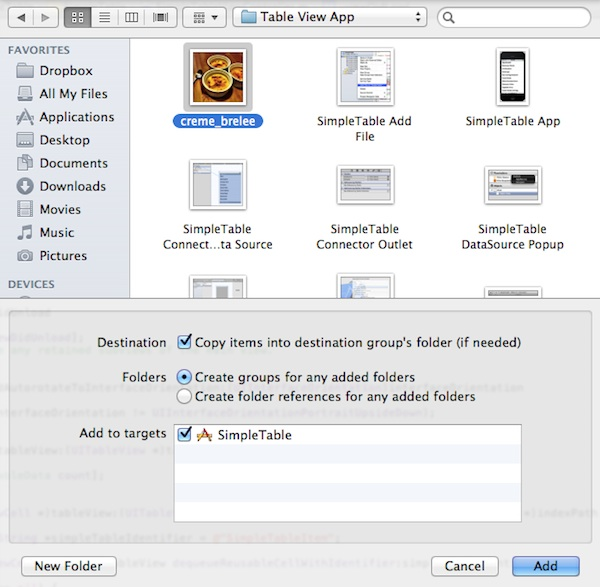 Table View App
FAVORITES
Dropbox
All My Files
Applications
Desktop
Documents
Downloads
Movies
Music
Pictures
DEVICES
creme_brelee
SimpleTable Add
File
SimpleTable App
SimpleTable
Connect...ta Source
SimpleTable
Connector Outlet
SimpleTable
DataSource Popup
Destination
Copy items into destination group's folder (if needed)
Folders
Create groups for any added folders
Create folder references for any added folders
Add to targets
SimpleTable
New Folder
Cancel
Add